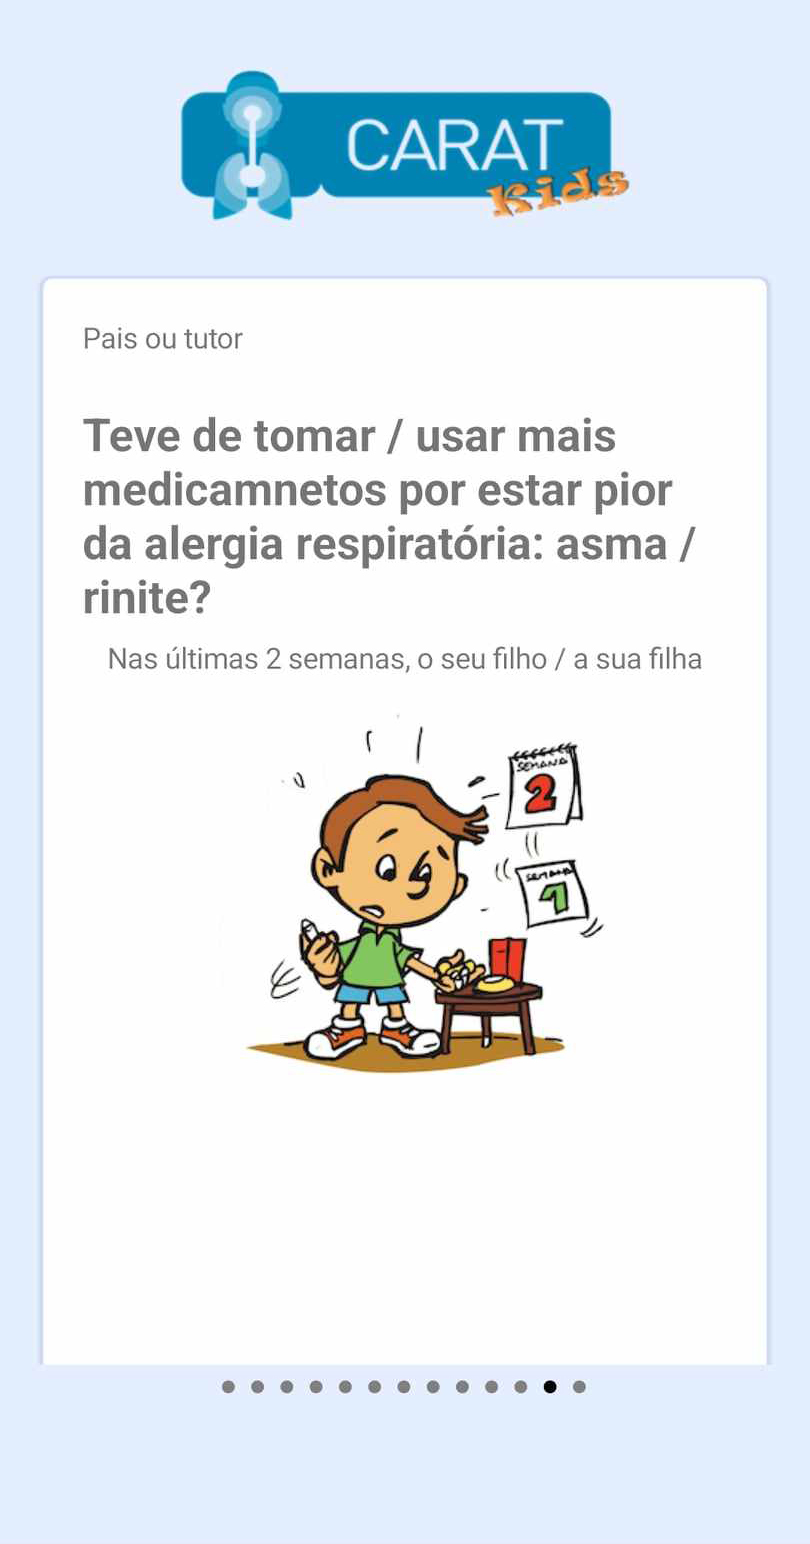 CARAT
Kids
Pais ou tutor
Teve de tomar / usar mais
medicamnetos por estar pior
da alergia respiratória: asma /
rinite?
Nas últimas 2 semanas, o seu filho / a sua filha
SEMANA
2
SEMANA
1